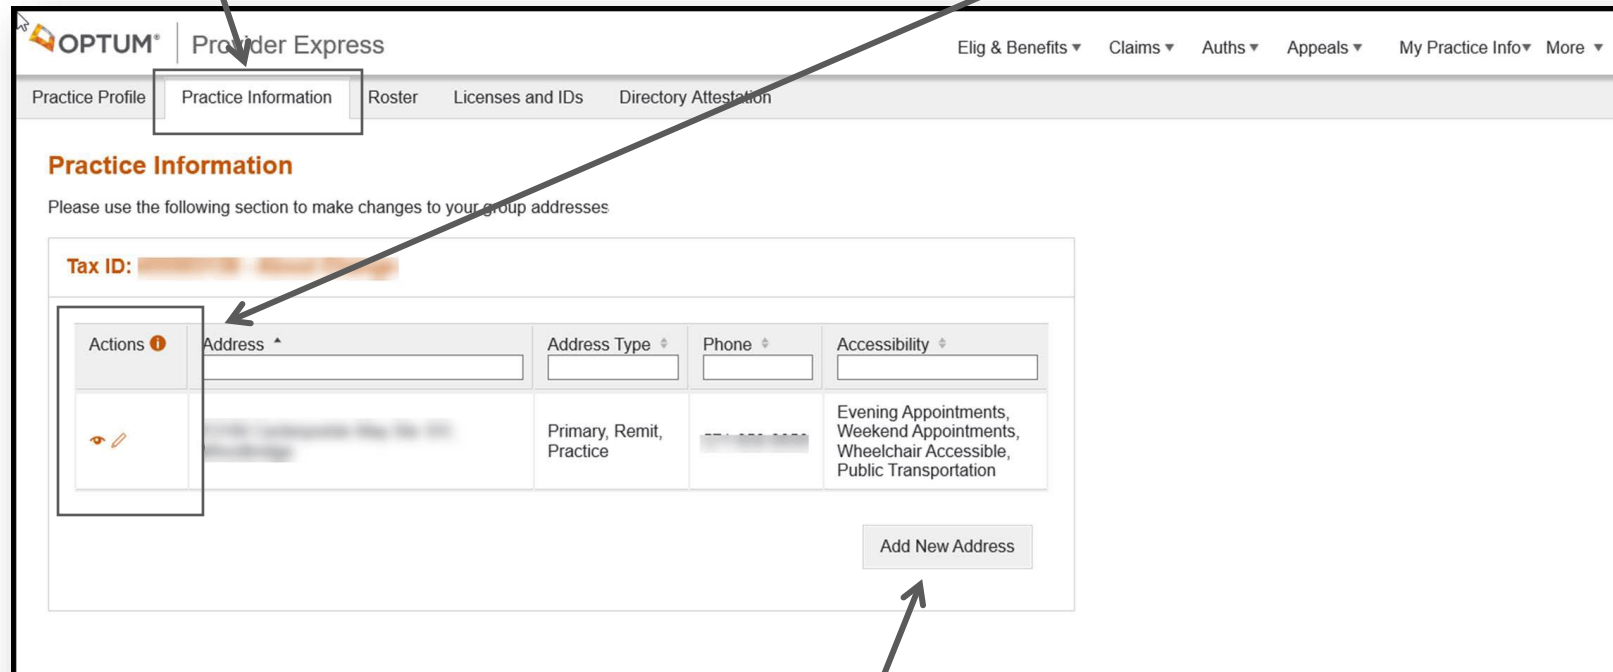 OPTUM® Provider Express
Elig & Benefits ▾ Claims ▾ Auths ▾ Appeals ▾ My Practice Info▾ More ▾
Practice Profile Practice Information Roster Licenses and IDs Directory Attestation
Practice Information
Please use the following section to make changes to your group addresses
Tax ID:
Actions Address Address Type Phone Accessibility
Primary, Remit,
Practice
Evening Appointments,
Weekend Appointments,
Wheelchair Accessible,
Public Transportation
Add New Address